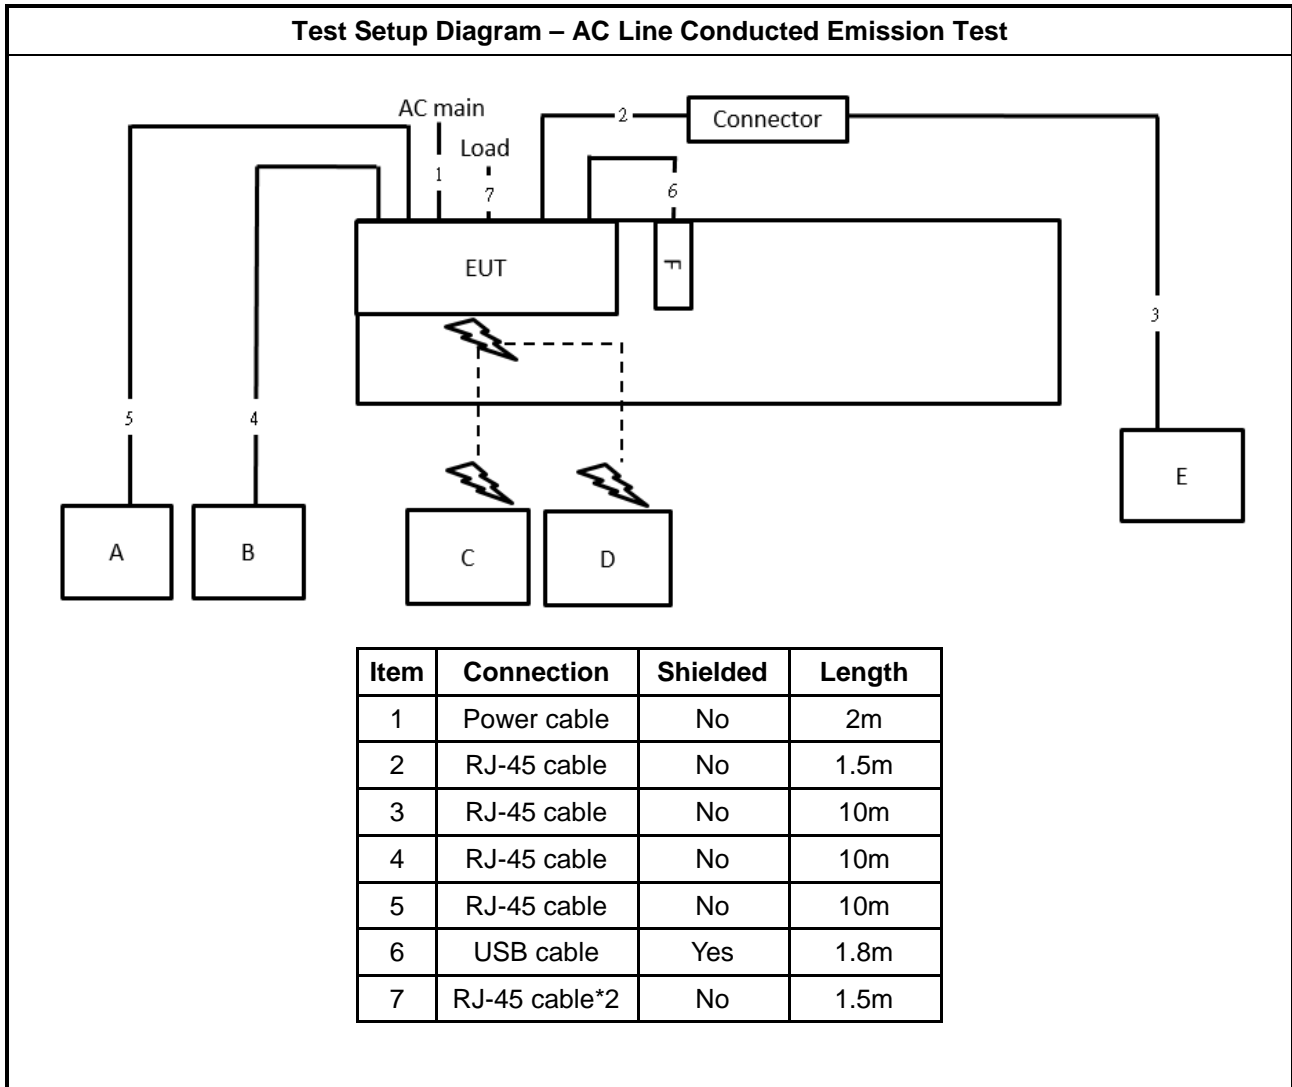 Test Setup Diagram – AC Line Conducted Emission Test
AC main
Load
2
Connector
1
7
6
EUT
F
3
5
4
E
A
B
C
D
Item Connection Shielded Length
1 Power cable No 2m
2 RJ-45 cable No 1.5m
3 RJ-45 cable No 10m
4 RJ-45 cable No 10m
5 RJ-45 cable No 10m
6 USB cable Yes 1.8m
7 RJ-45 cable*2 No 1.5m